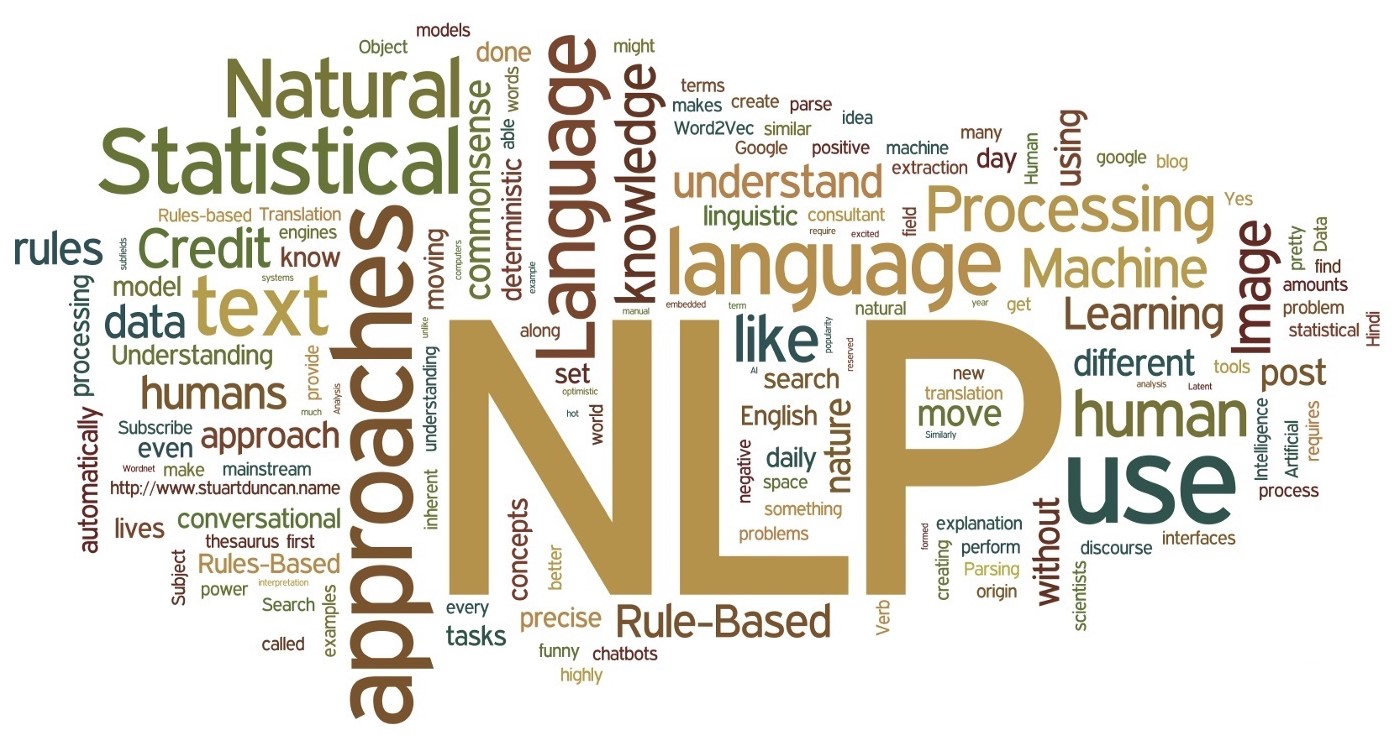 models
Object
done
Natural
Statistical
commonsense
words
able
deterministic
example
computers
moving
Language
might
knowledge
terms
makes
create
parse
idea
Word2Vec
similar
Google
positive
machine
many
extraction
day
Human
using
google
blog
understand
linguistic
consultant
require
excited
field
Processing
Yes
language
Machine
Rules-based
Translation
engines
rules
subfields
Credit
know
systems
processing
model
text
data
Understanding
humans
provide
much
Analysis
approaches
unlike
understanding
inherent
manual
embedded
term
natural
year
get
Learning
Image
pretty
Data
find
amounts
problem
statistical
Hindi
NLP
along
set
optimistic
hot
world
like
popularity
reserved
AI
search
English
nature
negative
daily
space
something
problems
new
translation
move
Similarly
different
analysis
Latent
tools
post
human
use
Intelligence
Artificial
requires
process
automatically
Subscribe
even
approach
Wordnet
make
mainstream
http://www.stuartduncan.name
lives
conversational
thesaurus
first
Subject
Rules-Based
power
interpretation
Search
examples
called
concepts
better
every
tasks
precise
Rule-Based
funny
chatbots
highly
Verb
formed
creating
explanation
perform
Parsing
origin
without
scientists
discourse
interfaces